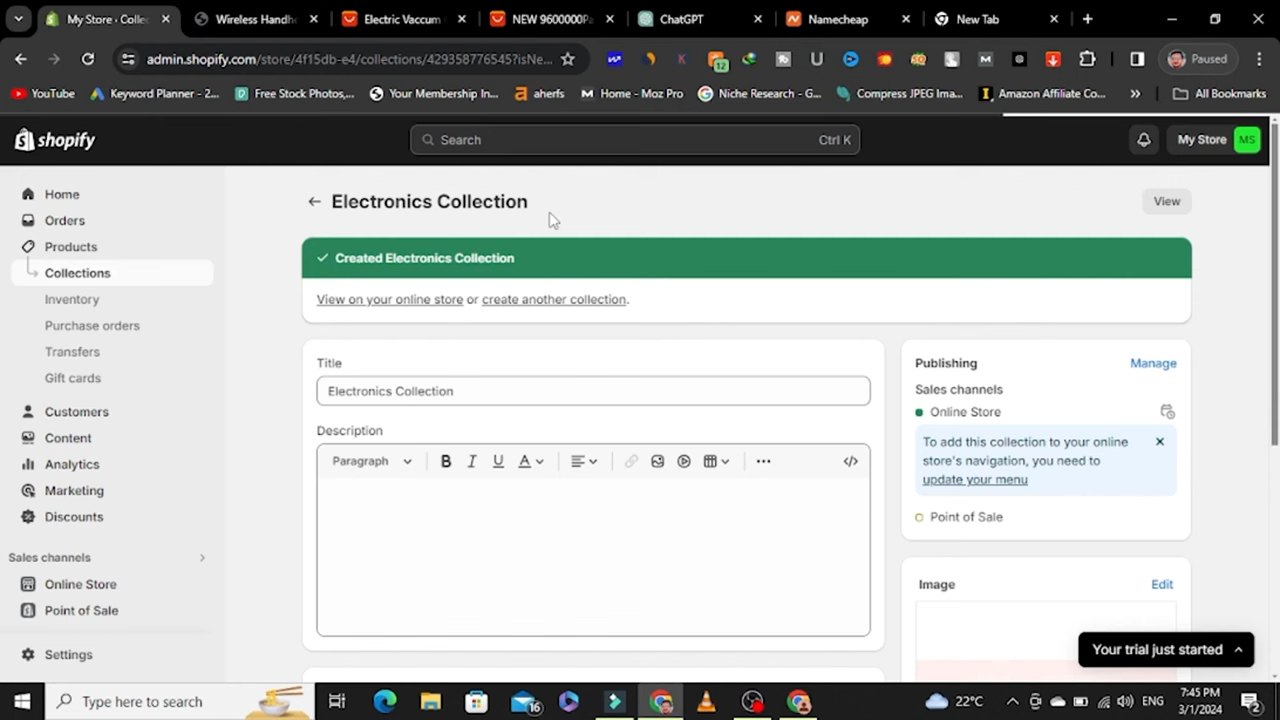 My Store · Collec
Wireless Handh
Electric Vaccum
NEW 9600000Pa
ChatGPT
Namecheap
New Tab
admin.shopify.com/store/4f15db-e4/collections/429358776545?isNe...
12
Paused
YouTube
Keyword Planner - 2...
Free Stock Photos,...
Your Membership In...
aherfs
Home - Moz Pro
Niche Research - G...
Compress JPEG Ima...
Amazon Affiliate Co...
All Bookmarks
shopify
Search
Ctrl K
My Store
MS
Home
Orders
Products
Collections
Inventory
Purchase orders
Transfers
Gift cards
Customers
Content
Analytics
Marketing
Discounts
Sales channels
Online Store
Point of Sale
Settings
Electronics Collection
View
Created Electronics Collection
View on your online store or create another collection.
Title
Electronics Collection
Description
Paragraph
B
I
U
A
Publishing
Manage
Sales channels
Online Store
To add this collection to your online
store's navigation, you need to
update your menu
Point of Sale
Image
Edit
Your trial just started
Type here to search
16
22°C
ENG
7:45 PM
3/1/2024
2